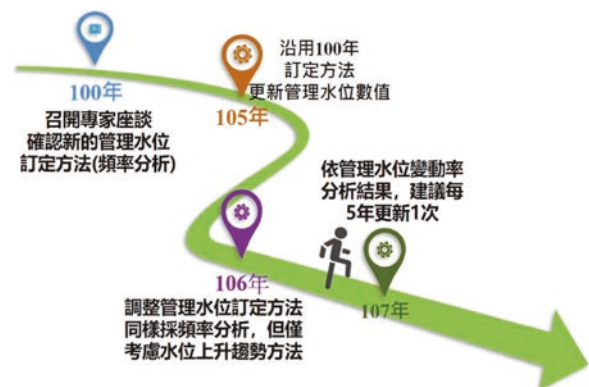 100年
召開專家座談
確認新的管理水位
訂定方法(頻率分析)
沿用100年
訂定方法
更新管理水位數值
105年
106年
調整管理水位訂定方法
同樣採頻率分析，但僅
考慮水位上升趨勢方法
依管理水位變動率
分析結果，建議每
5年更新1次
107年